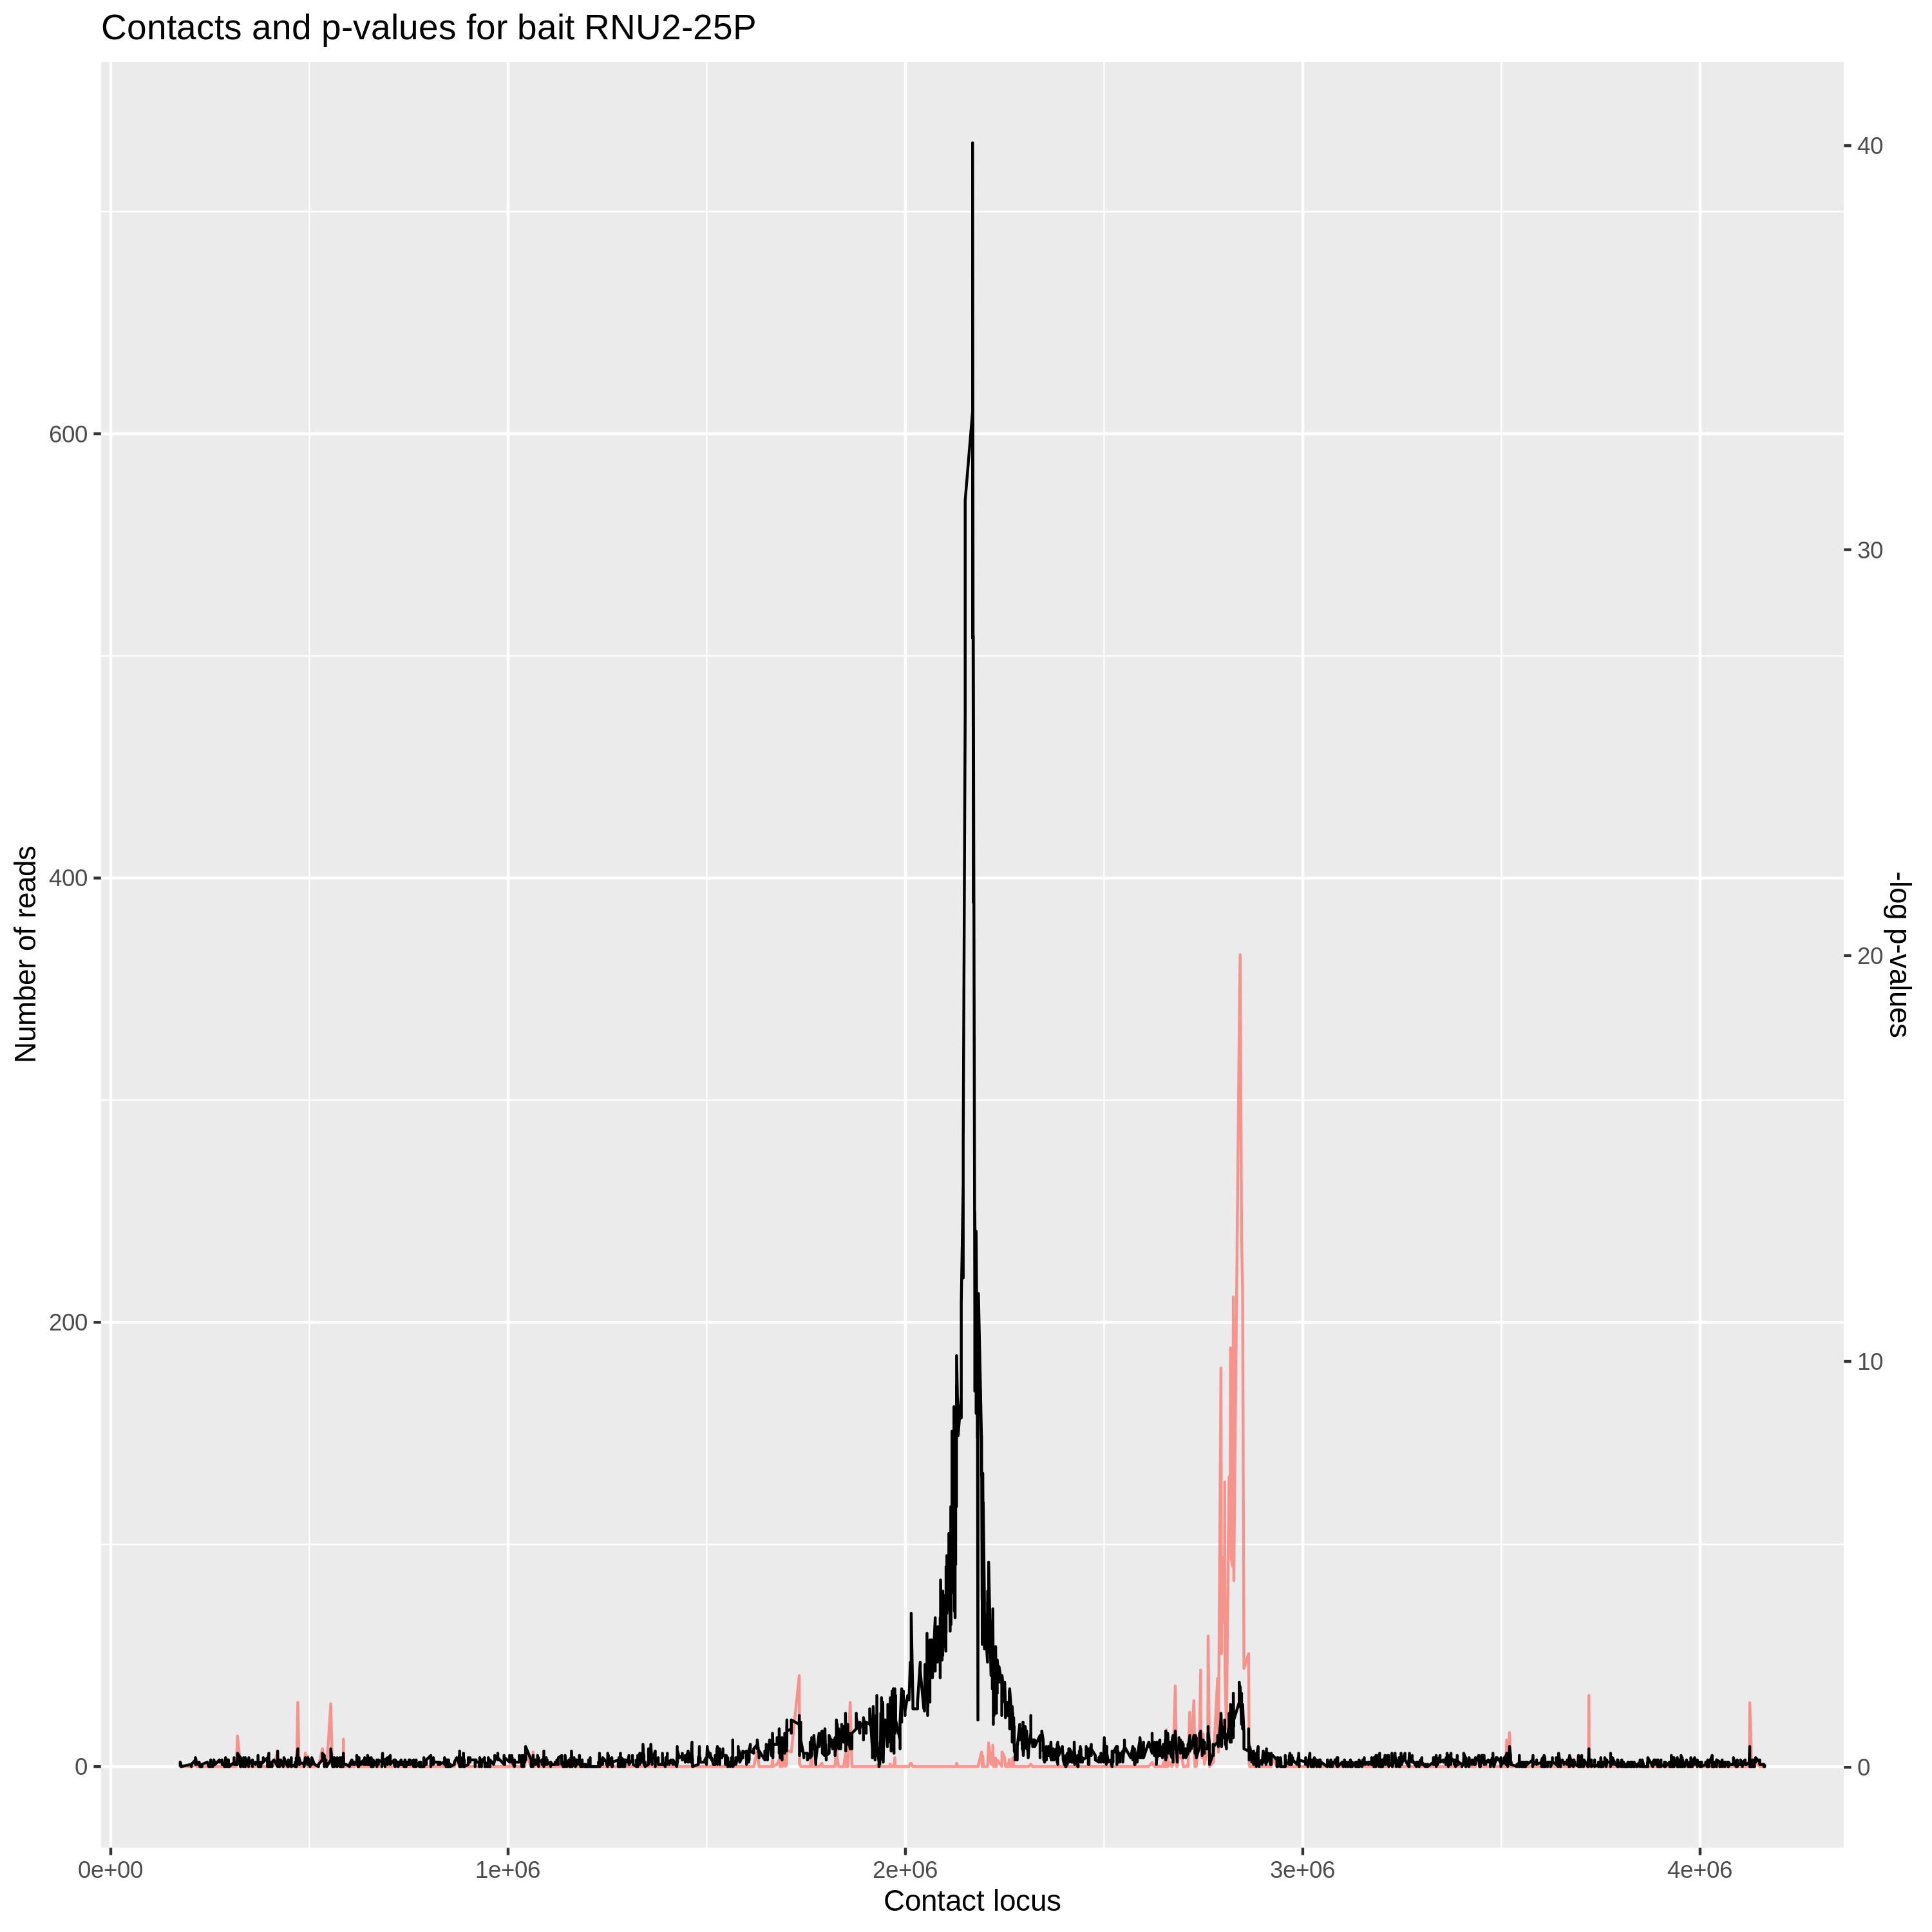 Contacts and p-values for bait RNU2-25P
Number of reads
600
400
200
0
40
30
20
10
0
-log p-values
0e+00
1e+06
2e+06
3e+06
4e+06
Contact locus